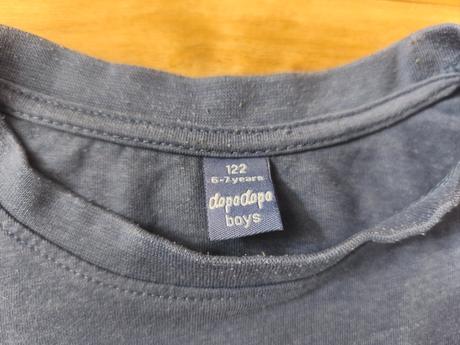 122
6-7 years
dopodopo
boys